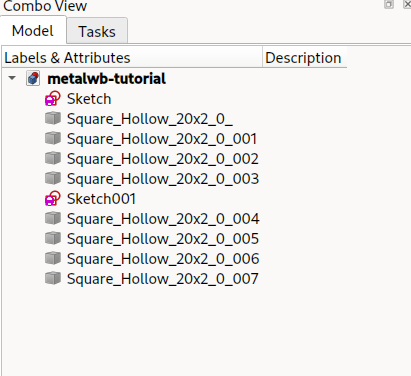 Combo View
Model Tasks
Labels & Attributes Description
metalwb-tutorial
Sketch
Square_Hollow_20x2_0_
Square_Hollow_20x2_0_001
Square_Hollow_20x2_0_002
Square_Hollow_20x2_0_003
Sketch001
Square_Hollow_20x2_0_004
Square_Hollow_20x2_0_005
Square_Hollow_20x2_0_006
Square_Hollow_20x2_0_007